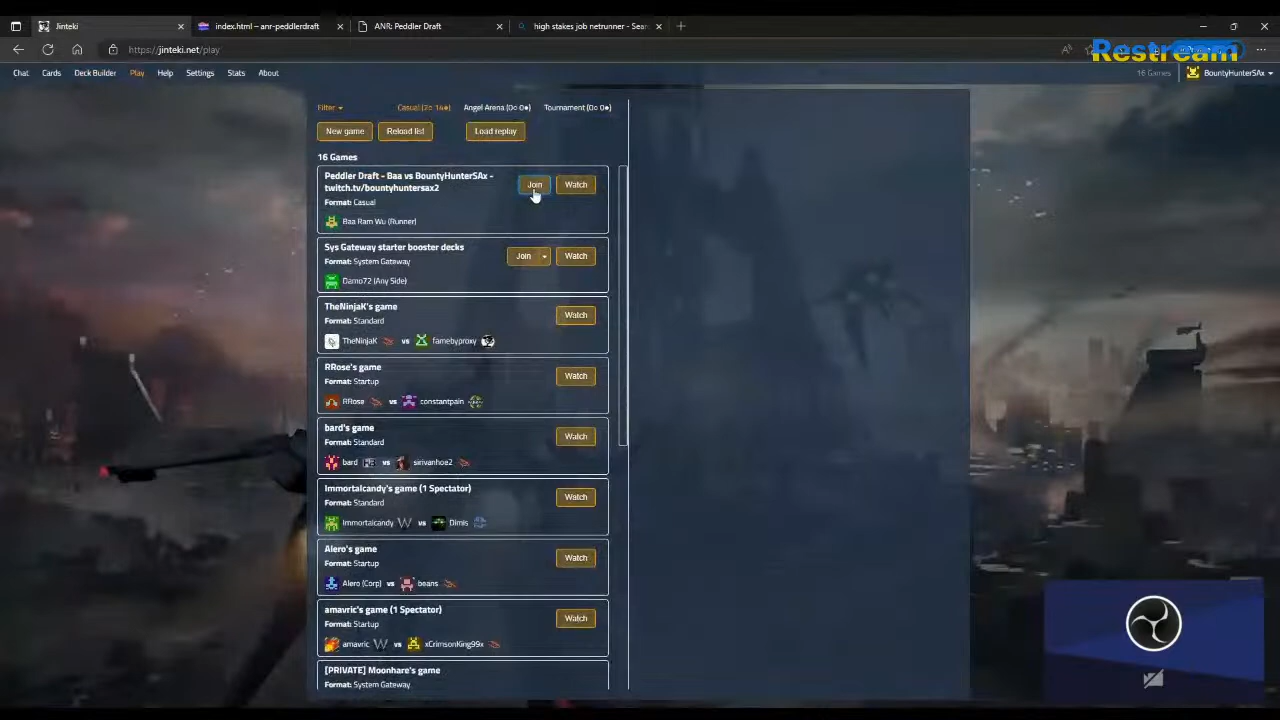 Jinteki
index.html – anr-peddlerdraft
ANR: Peddler Draft
high stakes job netrunner - Sear
https://jinteki.net/play
Restream
Chat
Cards
Deck Builder
Play
Help
Settings
Stats
About
16 Games
BountyHunterSAx
Filter
Casual (2○ 14●)
Angel Arena (0○ 0●)
Tournament (0○ 0●)
New game
Reload list
Load replay
16 Games
Peddler Draft - Baa vs BountyHunterSAx -
twitch.tv/bountyhuntersax2
Join
Watch
Format: Casual
Baa Ram Wu (Runner)
Sys Gateway starter booster decks
Join
Watch
Format: System Gateway
Damo72 (Any Side)
TheNinjaK's game
Watch
Format: Standard
TheNinjaK vs famebyproxy
RRose's game
Watch
Format: Startup
RRose vs constantpain
bard's game
Watch
Format: Standard
bard vs sirivanhoe2
Immortalcandy's game (1 Spectator)
Watch
Format: Standard
Immortalcandy vs Dimis
Alero's game
Watch
Format: Startup
Alero (Corp) vs beans
amavric's game (1 Spectator)
Watch
Format: Startup
amavric vs xCrimsonKing99x
[PRIVATE] Moonhare's game
Format: System Gateway